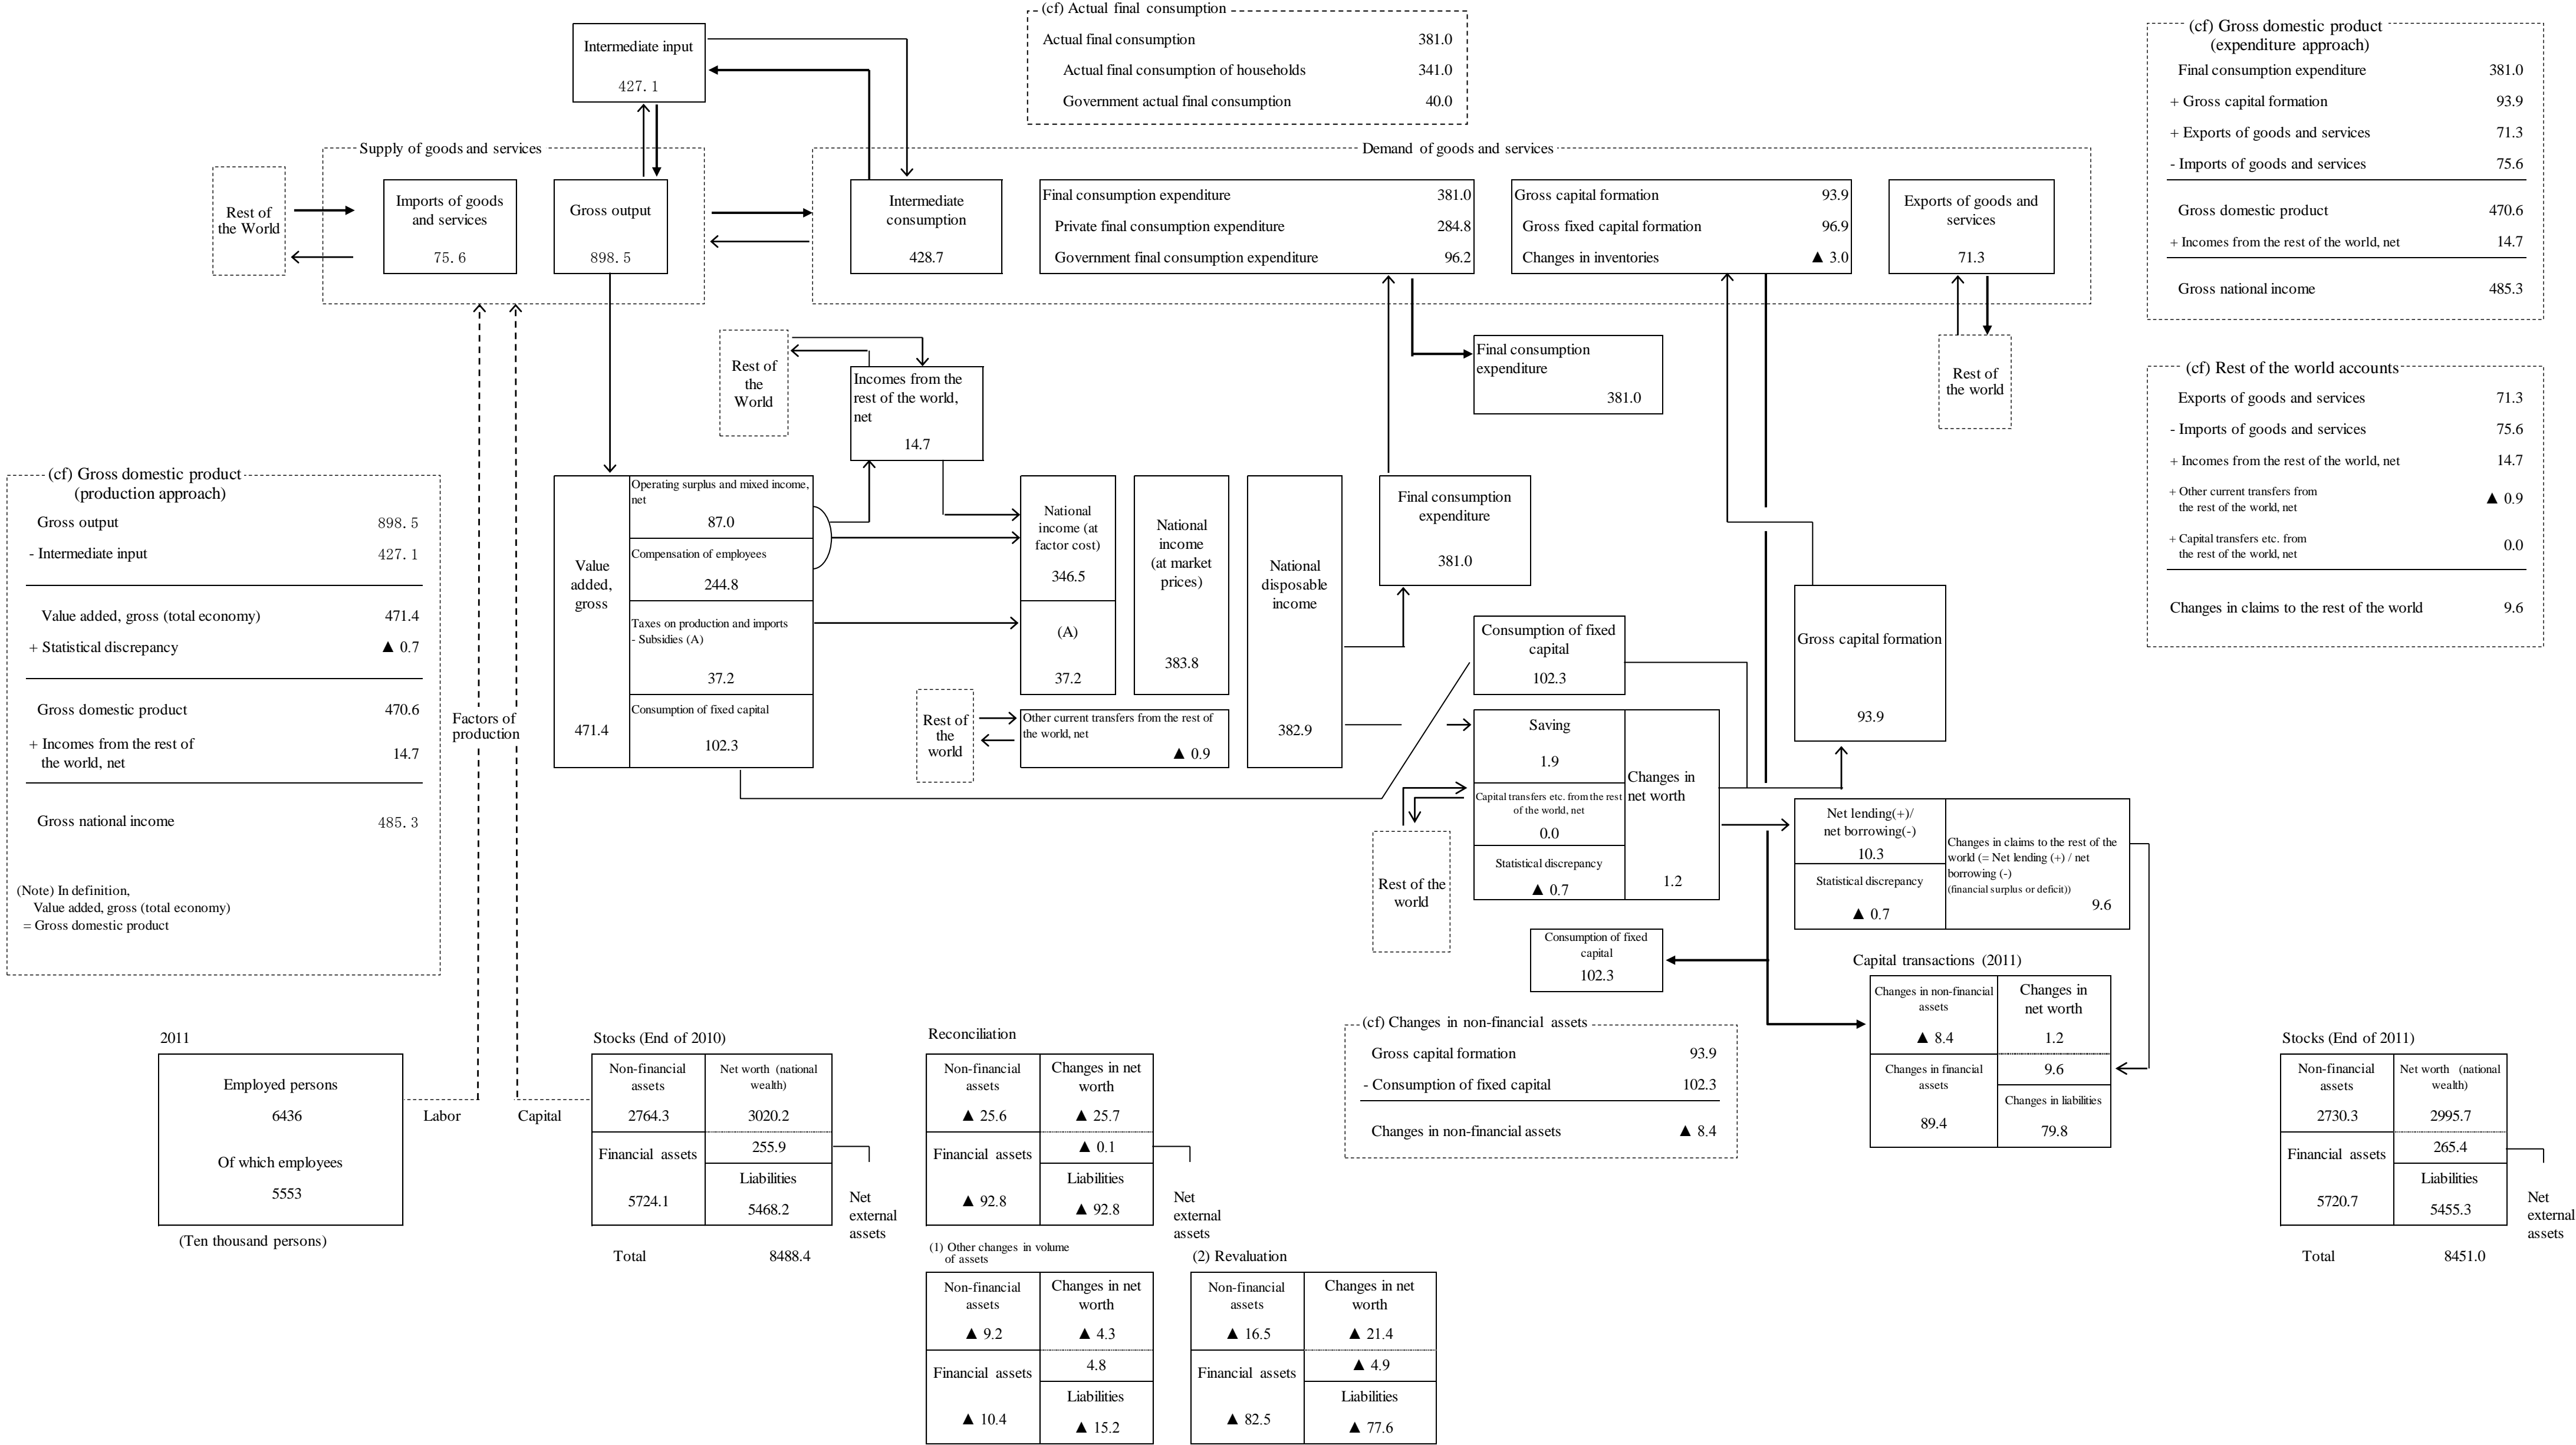 (cf) Actual final consumption
Actual final consumption 381.0
Actual final consumption of households 341.0
Government actual final consumption 40.0
(cf) Gross domestic product
(expenditure approach)
Final consumption expenditure 381.0
+ Gross capital formation 93.9
+ Exports of goods and services 71.3
- Imports of goods and services 75.6
Gross domestic product 470.6
+ Incomes from the rest of the world, net 14.7
Gross national income 485.3
Intermediate input
427.1
Supply of goods and services
Rest of
the World
Imports of goods
and services
75.6
Gross output
898.5
Demand of goods and services
Intermediate
consumption
428.7
Final consumption expenditure 381.0
Private final consumption expenditure 284.8
Government final consumption expenditure 96.2
Gross capital formation 93.9
Gross fixed capital formation 96.9
Changes in inventories ▲ 3.0
Exports of goods and
services
71.3
Rest of
the world
Final consumption
expenditure
381.0
(cf) Rest of the world accounts
Exports of goods and services 71.3
- Imports of goods and services 75.6
+ Incomes from the rest of the world, net 14.7
+ Other current transfers from
the rest of the world, net ▲ 0.9
+ Capital transfers etc. from
the rest of the world, net 0.0
Changes in claims to the rest of the world 9.6
Rest of
the
World
Incomes from the
rest of the world,
net
14.7
(cf) Gross domestic product
(production approach)
Gross output 898.5
- Intermediate input 427.1
Value added, gross (total economy) 471.4
+ Statistical discrepancy ▲ 0.7
Gross domestic product 470.6
+ Incomes from the rest of
the world, net 14.7
Gross national income 485.3
(Note) In definition,
Value added, gross (total economy)
= Gross domestic product
Factors of
production
Value
added,
gross
471.4
Operating surplus and mixed income,
net
87.0
Compensation of employees
244.8
Taxes on production and imports
- Subsidies (A)
37.2
Consumption of fixed capital
102.3
National
income (at
factor cost)
346.5
(A)
37.2
National
income
(at market
prices)
383.8
National
disposable
income
382.9
Rest of
the
world
Other current transfers from the rest of
the world, net
▲ 0.9
Final consumption
expenditure
381.0
Consumption of fixed
capital
102.3
Saving
1.9
Capital transfers etc. from the rest
of the world, net
0.0
Statistical discrepancy
▲ 0.7
Changes in
net worth
1.2
Rest of the
world
Gross capital formation
93.9
Net lending(+)/
net borrowing(-)
10.3
Statistical discrepancy
▲ 0.7
Changes in claims to the rest of the
world (= Net lending (+) / net
borrowing (-)
(financial surplus or deficit))
9.6
Consumption of fixed
capital
102.3
Capital transactions (2011)
Changes in non-financial
assets
▲ 8.4
Changes in
net worth
1.2
Changes in financial
assets
89.4
9.6
Changes in liabilities
79.8
(cf) Changes in non-financial assets
Gross capital formation 93.9
- Consumption of fixed capital 102.3
Changes in non-financial assets ▲ 8.4
2011
Employed persons
6436
Of which employees
5553
(Ten thousand persons)
Labor
Capital
Stocks (End of 2010)
Non-financial
assets
2764.3
Net worth (national
wealth)
3020.2
Financial assets
5724.1
255.9
Liabilities
5468.2
Net
external
assets
Total 8488.4
Reconciliation
Non-financial
assets
▲ 25.6
Changes in net
worth
▲ 25.7
Financial assets
▲ 92.8
▲ 0.1
Liabilities
▲ 92.8
Net
external
assets
(1) Other changes in volume
of assets
Non-financial
assets
▲ 9.2
Changes in net
worth
▲ 4.3
Financial assets
▲ 10.4
4.8
Liabilities
▲ 15.2
(2) Revaluation
Non-financial
assets
▲ 16.5
Changes in net
worth
▲ 21.4
Financial assets
▲ 82.5
▲ 4.9
Liabilities
▲ 77.6
Stocks (End of 2011)
Non-financial
assets
2730.3
Net worth (national
wealth)
2995.7
Financial assets
5720.7
265.4
Liabilities
5455.3
Net
external
assets
Total 8451.0